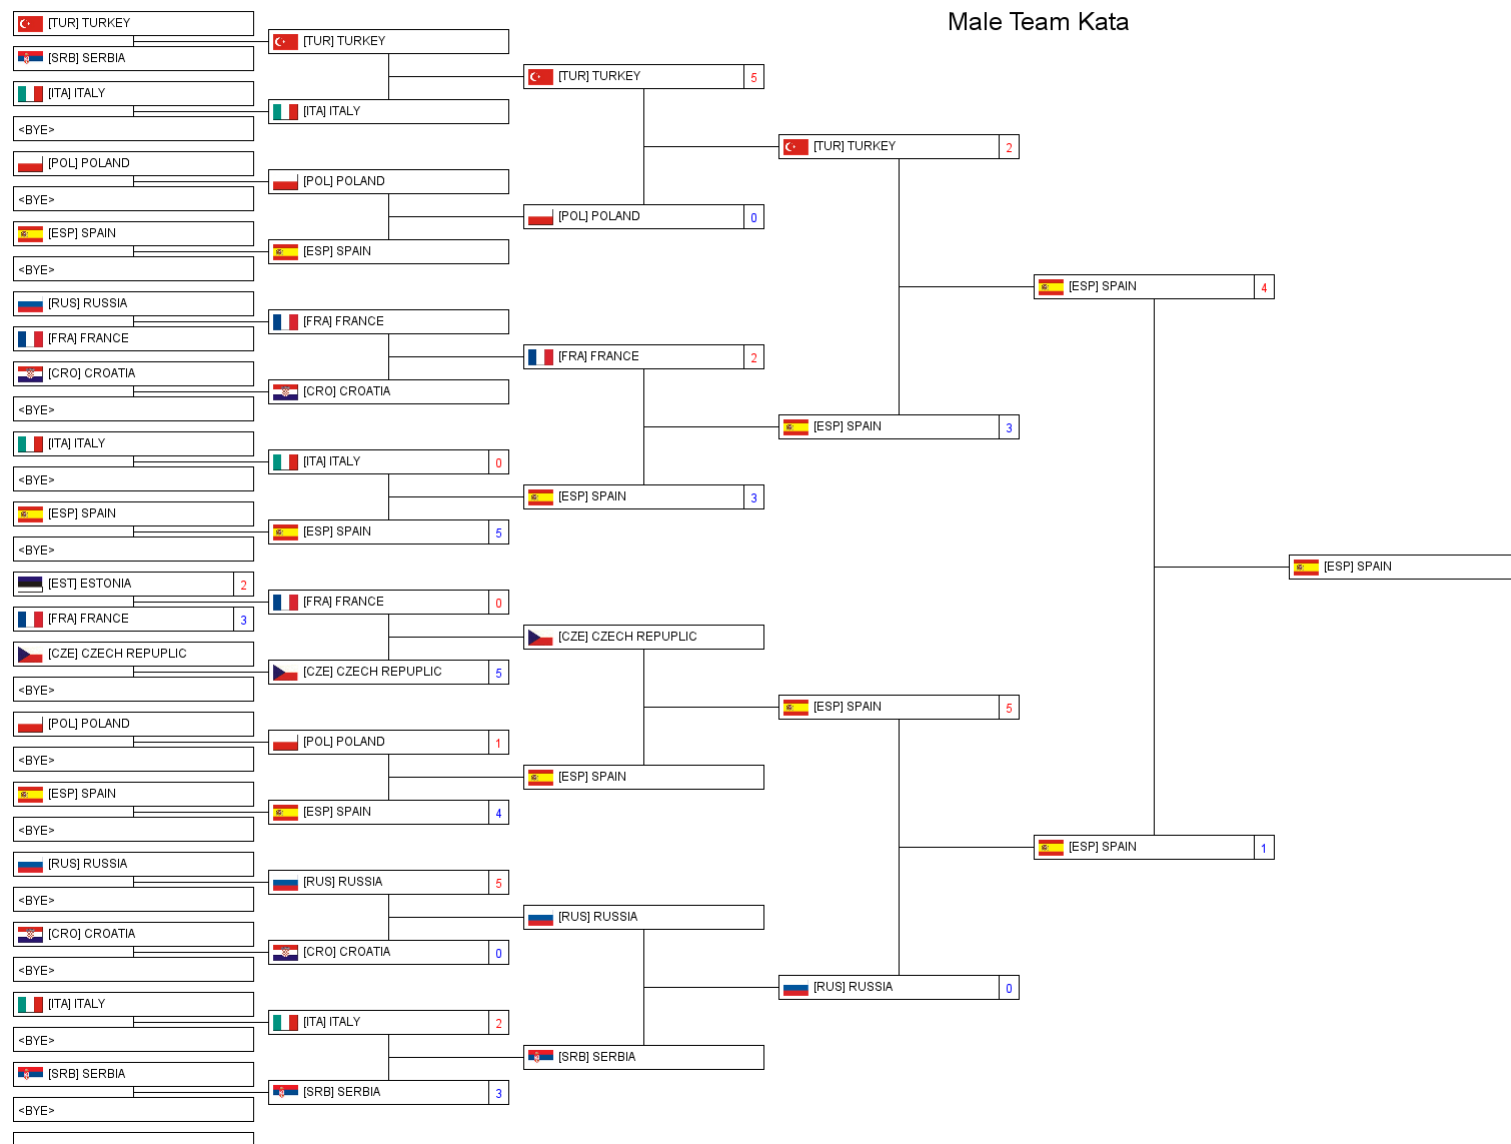 Male Team Kata
[TUR] TURKEY
[SRB] SERBIA
[ITA] ITALY
<BYE>
[POL] POLAND
<BYE>
[ESP] SPAIN
<BYE>
[RUS] RUSSIA
[FRA] FRANCE
[CRO] CROATIA
<BYE>
[ITA] ITALY
<BYE>
[ESP] SPAIN
<BYE>
[EST] ESTONIA 2
[FRA] FRANCE 3
[CZE] CZECH REPUPLIC
<BYE>
[POL] POLAND
<BYE>
[ESP] SPAIN
<BYE>
[RUS] RUSSIA
<BYE>
[CRO] CROATIA
<BYE>
[ITA] ITALY
<BYE>
[SRB] SERBIA
<BYE>
[TUR] TURKEY
[ITA] ITALY
[POL] POLAND
[ESP] SPAIN
[FRA] FRANCE
[CRO] CROATIA
[ITA] ITALY 0
[ESP] SPAIN 5
[FRA] FRANCE 0
[CZE] CZECH REPUPLIC 5
[POL] POLAND 1
[ESP] SPAIN 4
[RUS] RUSSIA 5
[CRO] CROATIA 0
[ITA] ITALY 2
[SRB] SERBIA 3
[TUR] TURKEY 5
[POL] POLAND 0
[FRA] FRANCE 2
[ESP] SPAIN 3
[CZE] CZECH REPUPLIC
[ESP] SPAIN
[RUS] RUSSIA
[SRB] SERBIA
[TUR] TURKEY 2
[ESP] SPAIN 3
[ESP] SPAIN 5
[RUS] RUSSIA 0
[ESP] SPAIN 4
[ESP] SPAIN 1
[ESP] SPAIN